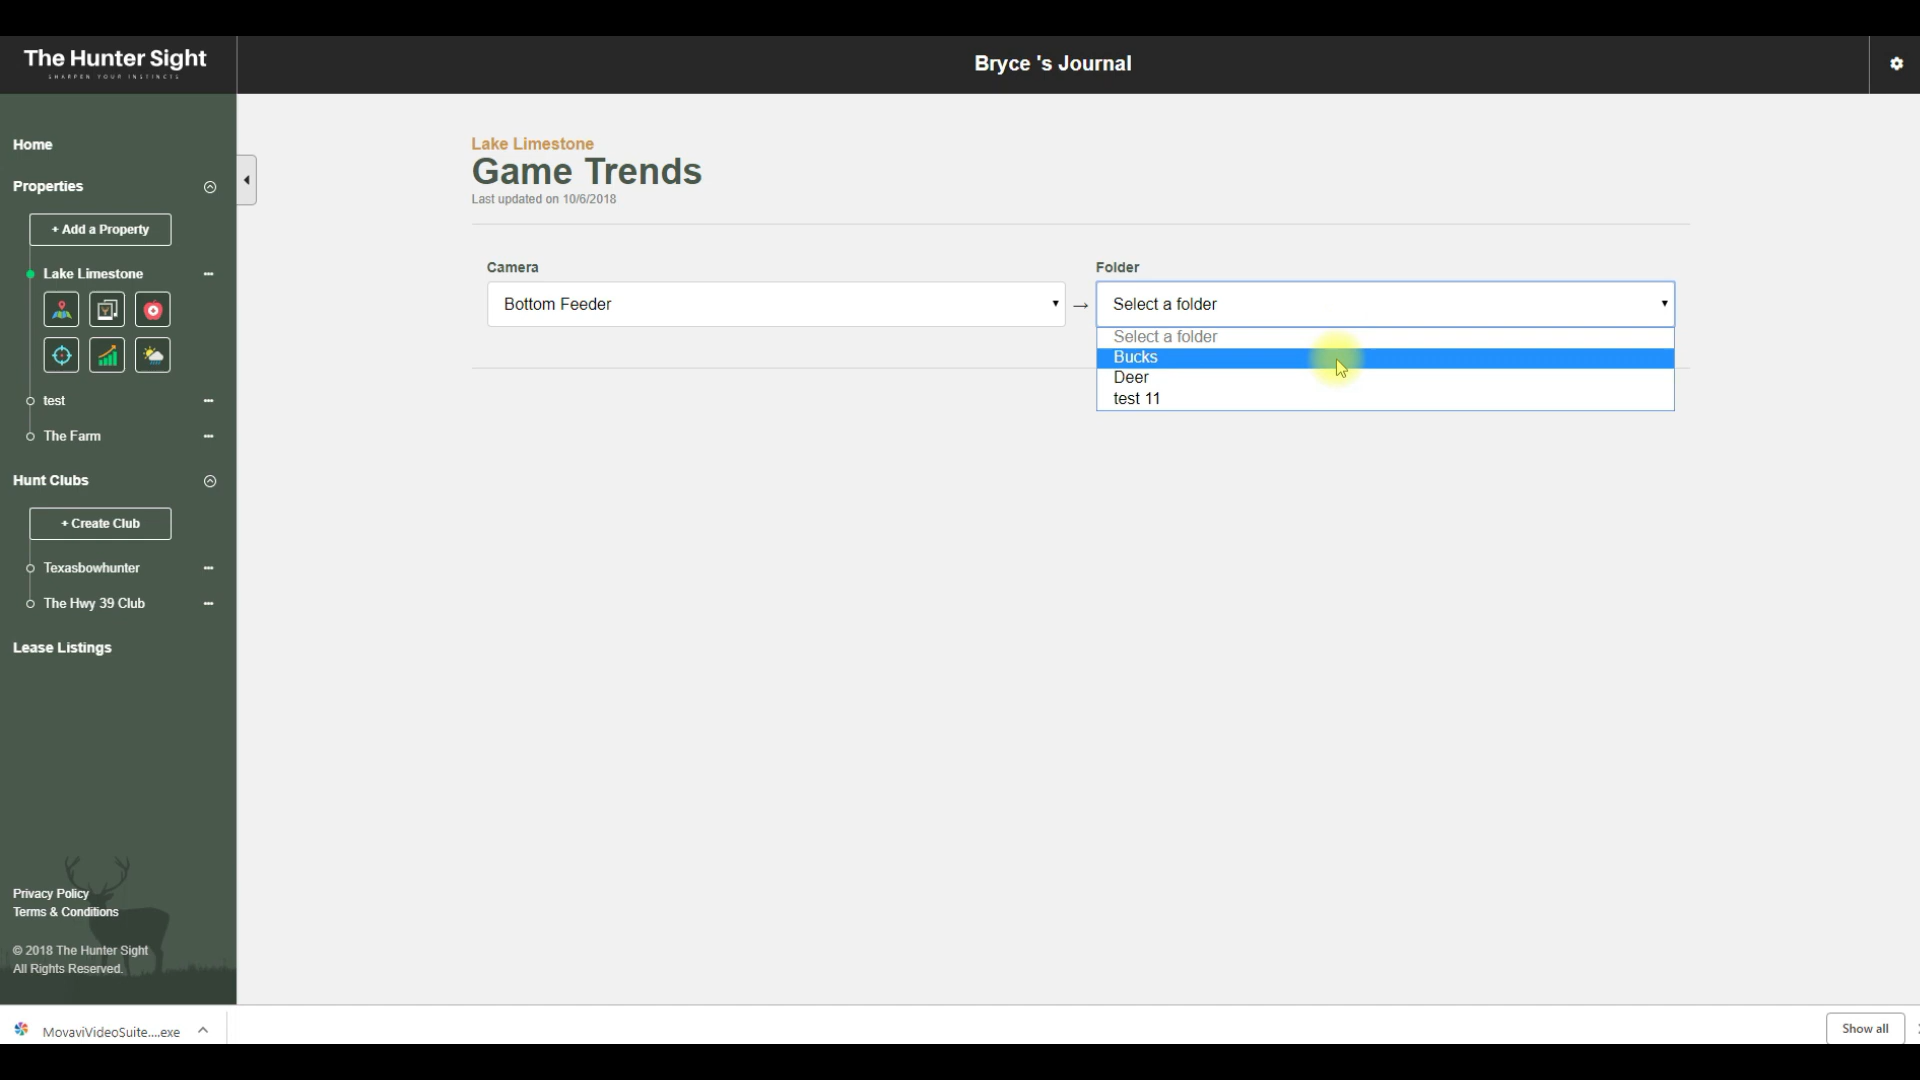 The Hunter Sight
SHARPEN YOUR INSTINCTS
Bryce 's Journal
Home
Properties
+ Add a Property
Lake Limestone
test
The Farm
Hunt Clubs
+ Create Club
Texasbowhunter
The Hwy 39 Club
Lease Listings
Privacy Policy
Terms & Conditions
© 2018 The Hunter Sight
All Rights Reserved.
Lake Limestone
Game Trends
Last updated on 10/6/2018
Camera
Bottom Feeder
→
Folder
Select a folder
Select a folder
Bucks
Deer
test 11
MovaviVideoSuite....exe
Show all